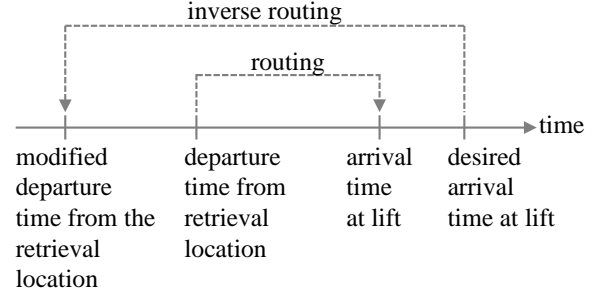 inverse routing
routing
time
modified
departure
time from the
retrieval
location
departure
time from
retrieval
location
arrival
time
at lift
desired
arrival
time at lift